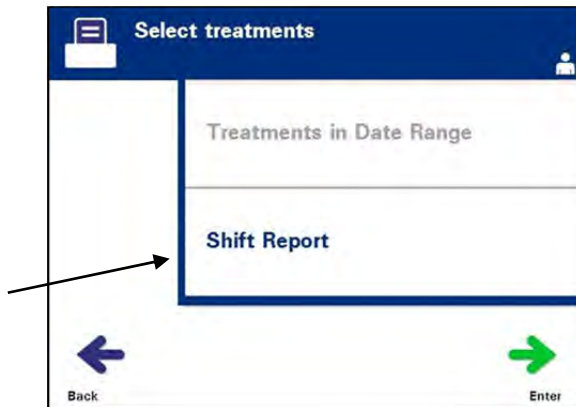 Select treatments
Treatments in Date Range
Shift Report
Back
Enter